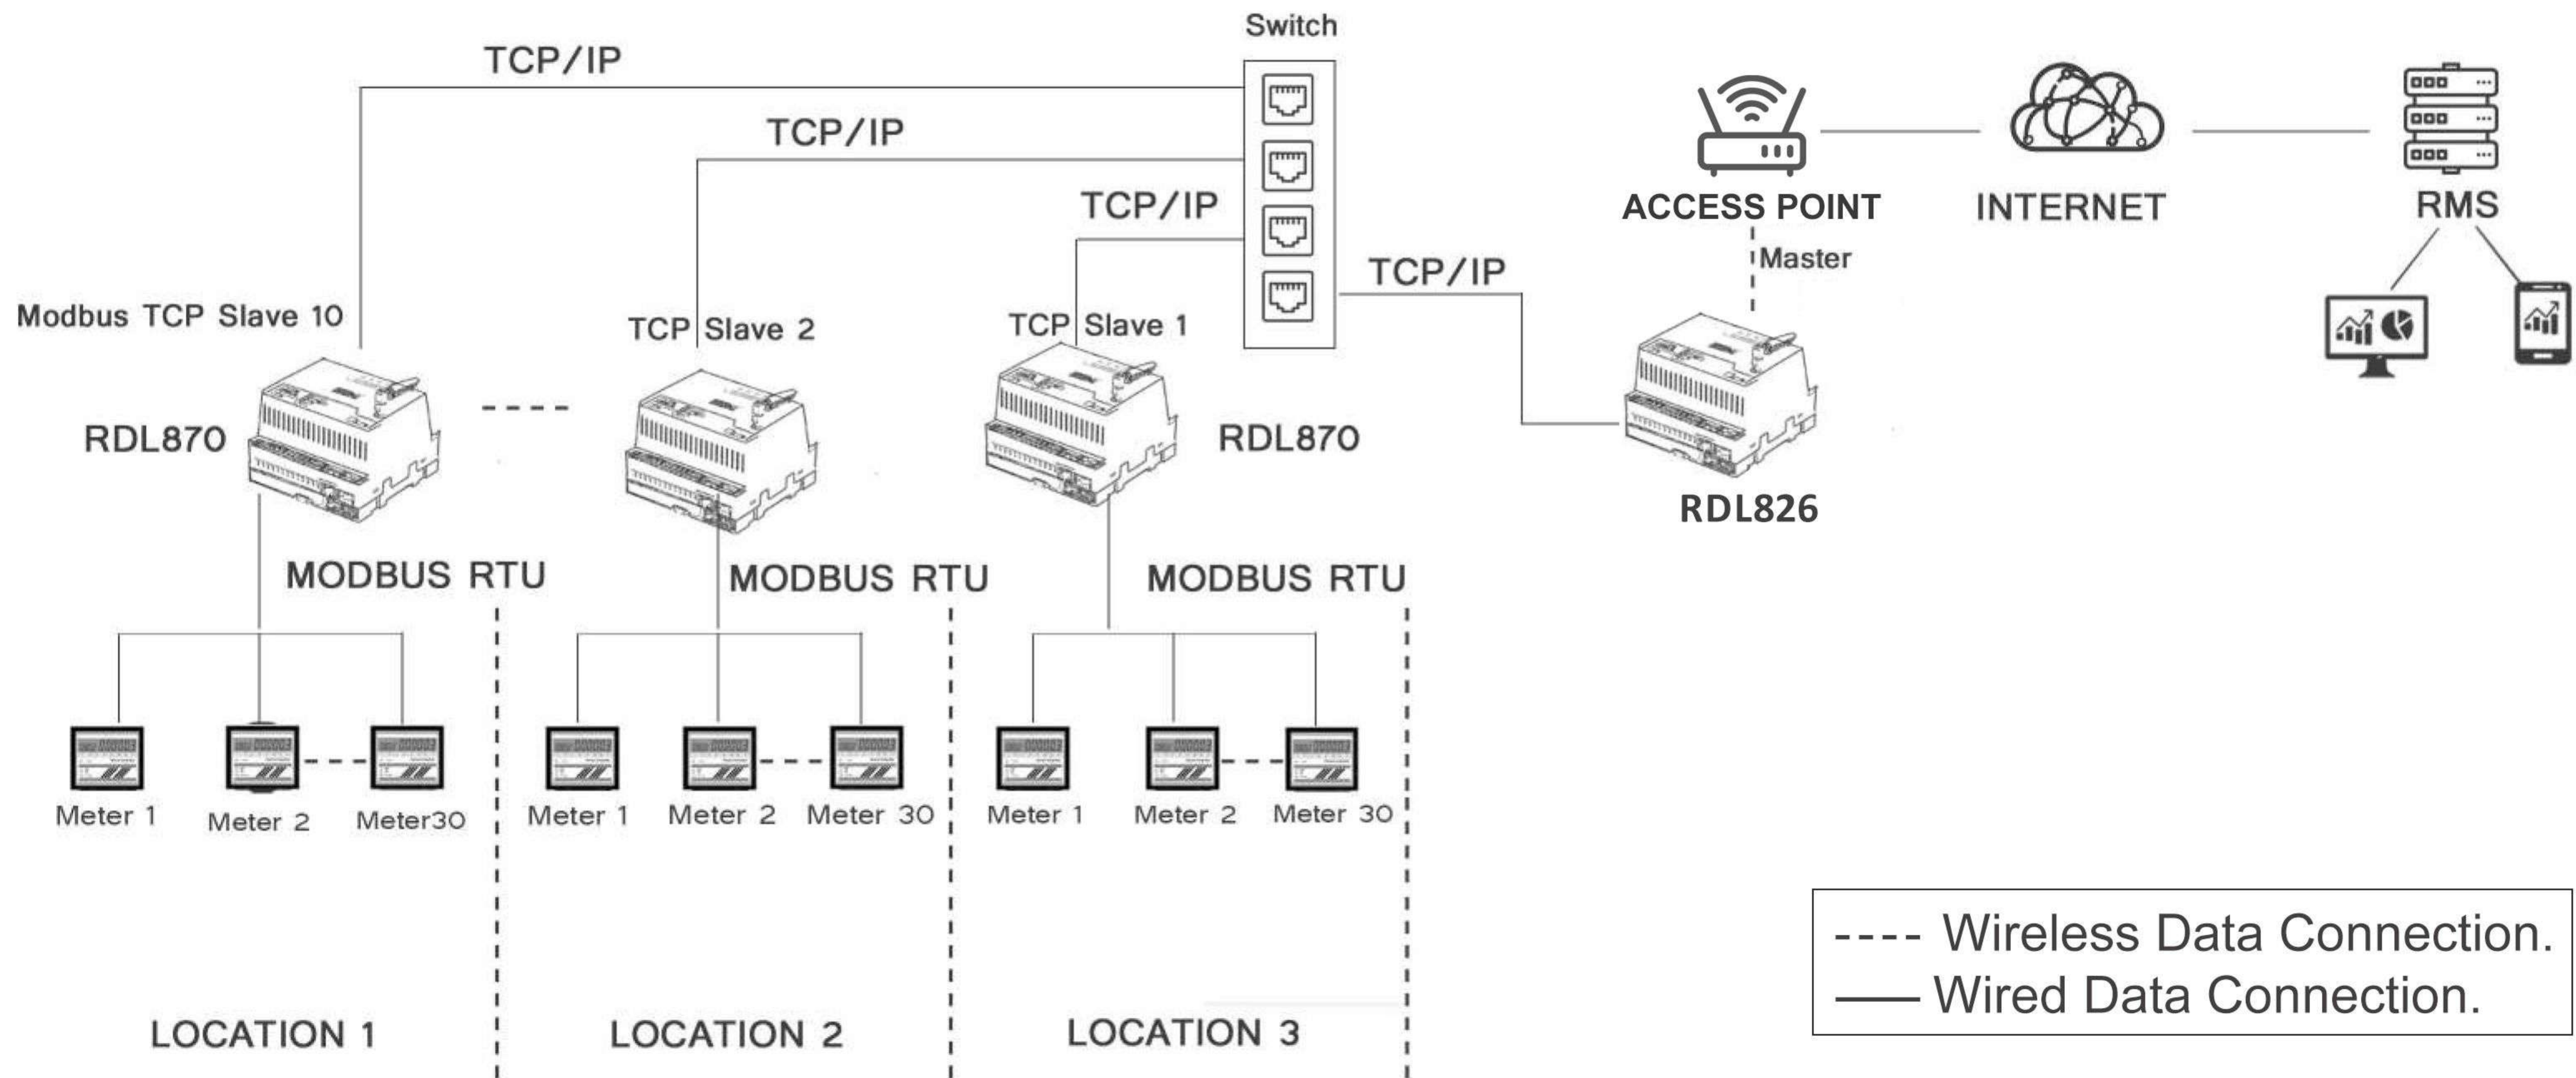 Switch
TCP/IP
TCP/IP
TCP/IP
TCP/IP
ACCESS POINT
INTERNET
RMS
Master
Modbus TCP Slave 10
TCP Slave 2
TCP Slave 1
RDL870
RDL870
RDL826
MODBUS RTU
MODBUS RTU
MODBUS RTU
Meter 1
Meter 2
Meter30
Meter 1
Meter 2
Meter 30
Meter 1
Meter 2
Meter 30
---- Wireless Data Connection.
Wired Data Connection.
LOCATION 1
LOCATION 2
LOCATION 3